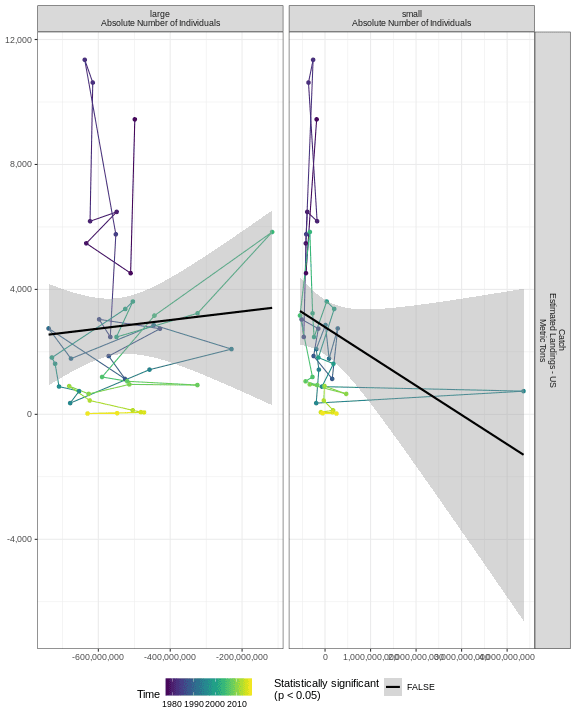 large
Absolute Number of Individuals
small
Absolute Number of Individuals
12,000
8,000
4,000
0
-4,000
Catch
Estimated Landings - US
Metric Tons
-600,000,000
-400,000,000
-200,000,000
0
1,000,000,000
2,000,000,000
3,000,000,000
4,000,000,000
Time
1980 1990 2000 2010
Statistically significant
(p < 0.05)
FALSE